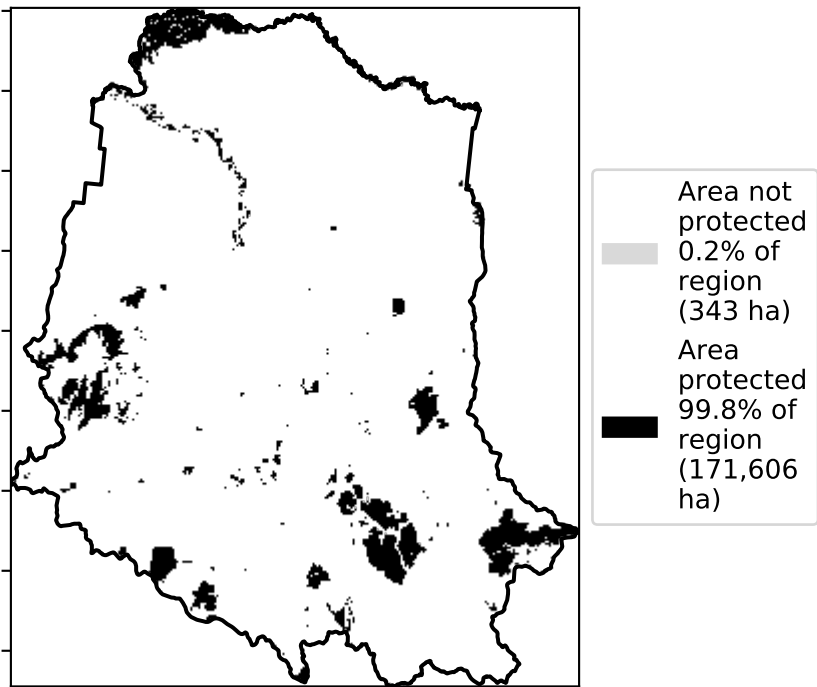 Area not
protected
0.2% of
region
(343 ha)
Area
protected
99.8% of
region
(171,606
ha)